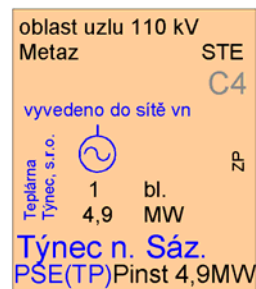 oblast uzlu 110 kV
Metaz STE
C4
vyvedeno do sítě vn
Teplárna
Týnec, s.r.o.
ZP
1 bl.
4,9 MW
Týnec n. Sáz.
PSE(TP)Pinst 4,9MW